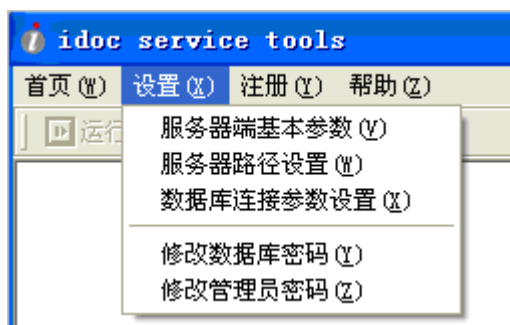 idoc service tools
首页(W) 设置(X) 注册(Y) 帮助(Z)
运行
服务器端基本参数(V)
服务器路径设置(W)
数据库连接参数设置(X)
修改数据库密码(Y)
修改管理员密码(Z)